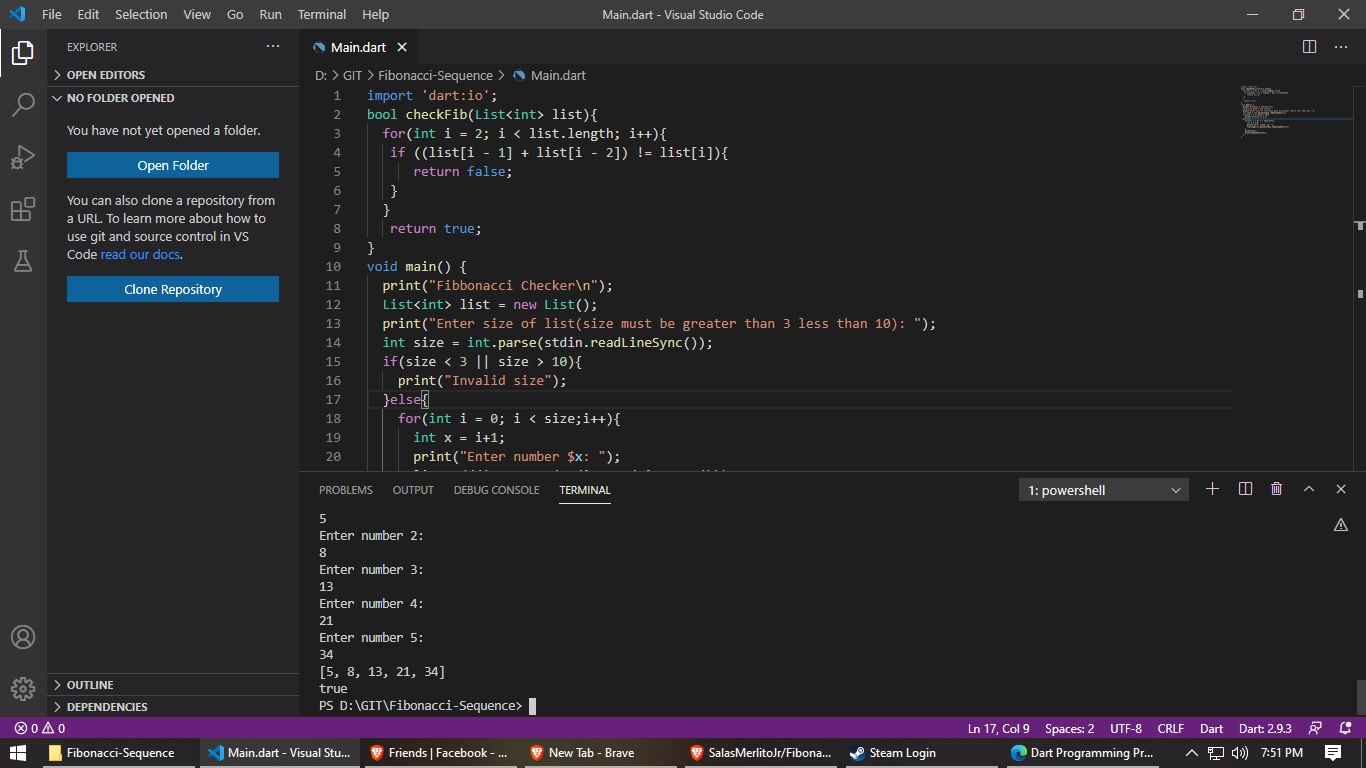 File Edit Selection View Go Run Terminal Help Main.dart - Visual Studio Code
EXPLORER
OPEN EDITORS
NO FOLDER OPENED
You have not yet opened a folder.
Open Folder
You can also clone a repository from
a URL. To learn more about how to
use git and source control in VS
Code read our docs.
Clone Repository
OUTLINE
DEPENDENCIES
Main.dart
D: > GIT > Fibonacci-Sequence > Main.dart
1 import 'dart:io';
2 bool checkFib(List<int> list){
3 for(int i = 2; i < list.length; i++){
4 if ((list[i - 1] + list[i - 2]) != list[i]){
5 return false;
6 }
7 }
8 return true;
9 }
10 void main() {
11 print("Fibbonacci Checker\n");
12 List<int> list = new List();
13 print("Enter size of list(size must be greater than 3 less than 10): ");
14 int size = int.parse(stdin.readLineSync());
15 if(size < 3 || size > 10){
16 print("Invalid size");
17 }else{
18 for(int i = 0; i < size;i++){
19 int x = i+1;
20 print("Enter number $x: ");
PROBLEMS OUTPUT DEBUG CONSOLE TERMINAL 1: powershell
5
Enter number 2:
8
Enter number 3:
13
Enter number 4:
21
Enter number 5:
34
[5, 8, 13, 21, 34]
true
PS D:\GIT\Fibonacci-Sequence>
0 0 Ln 17, Col 9 Spaces: 2 UTF-8 CRLF Dart Dart: 2.9.3
Fibonacci-Sequence Main.dart - Visual Stu... Friends | Facebook - ... New Tab - Brave SalasMerlitoJr/Fibona... Steam Login Dart Programming Pr... 7:51 PM